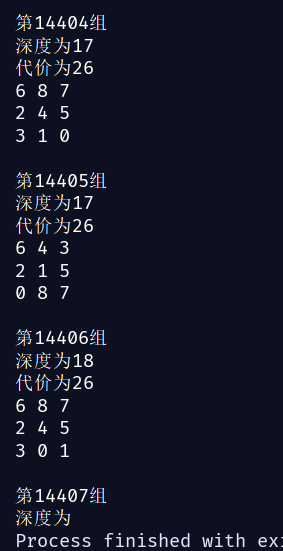 第14404组
深度为17
代价为26
6 8 7
2 4 5
3 1 0
第14405组
深度为17
代价为26
6 4 3
2 1 5
0 8 7
第14406组
深度为18
代价为26
6 8 7
2 4 5
3 0 1
第14407组
深度为
Process finished with